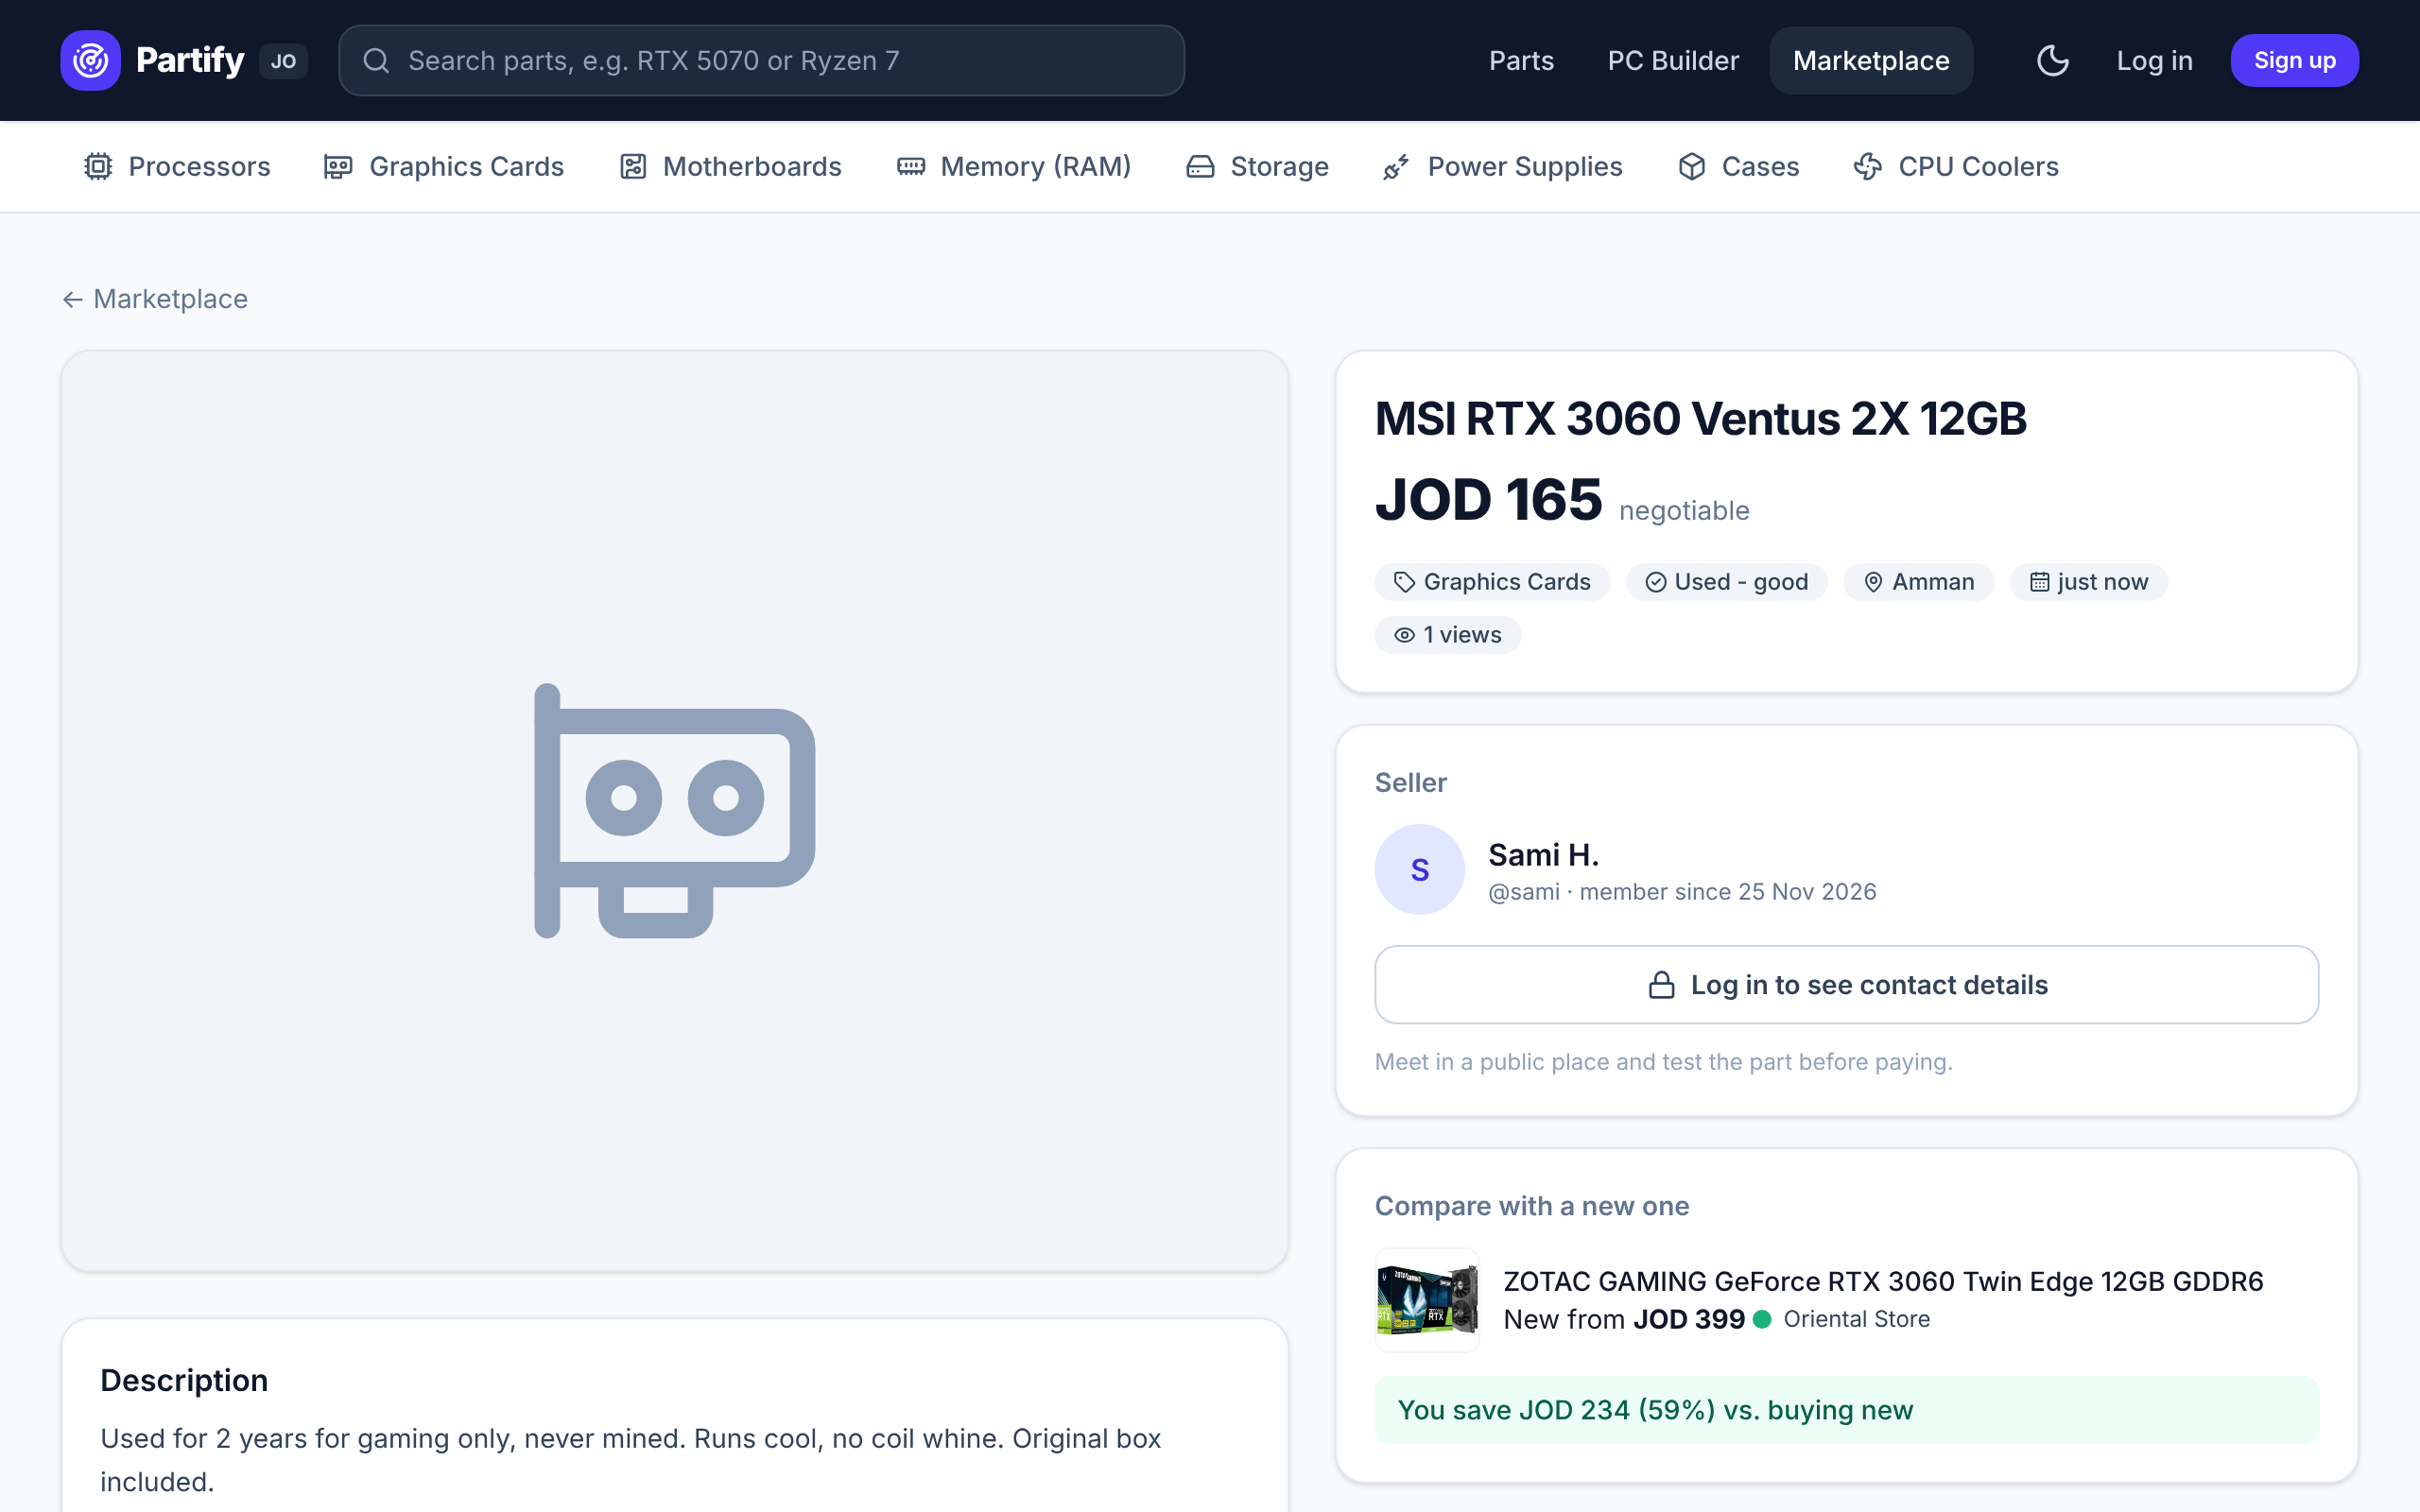 Partify JO
Search parts, e.g. RTX 5070 or Ryzen 7
Parts
PC Builder
Marketplace
Log in
Sign up
Processors
Graphics Cards
Motherboards
Memory (RAM)
Storage
Power Supplies
Cases
CPU Coolers
← Marketplace
MSI RTX 3060 Ventus 2X 12GB
JOD 165 negotiable
Graphics Cards
Used - good
Amman
just now
1 views
Seller
S
Sami H.
@sami · member since 25 Nov 2026
Log in to see contact details
Meet in a public place and test the part before paying.
Compare with a new one
ZOTAC GAMING GeForce RTX 3060 Twin Edge 12GB GDDR6
New from JOD 399 Oriental Store
You save JOD 234 (59%) vs. buying new
Description
Used for 2 years for gaming only, never mined. Runs cool, no coil whine. Original box
included.